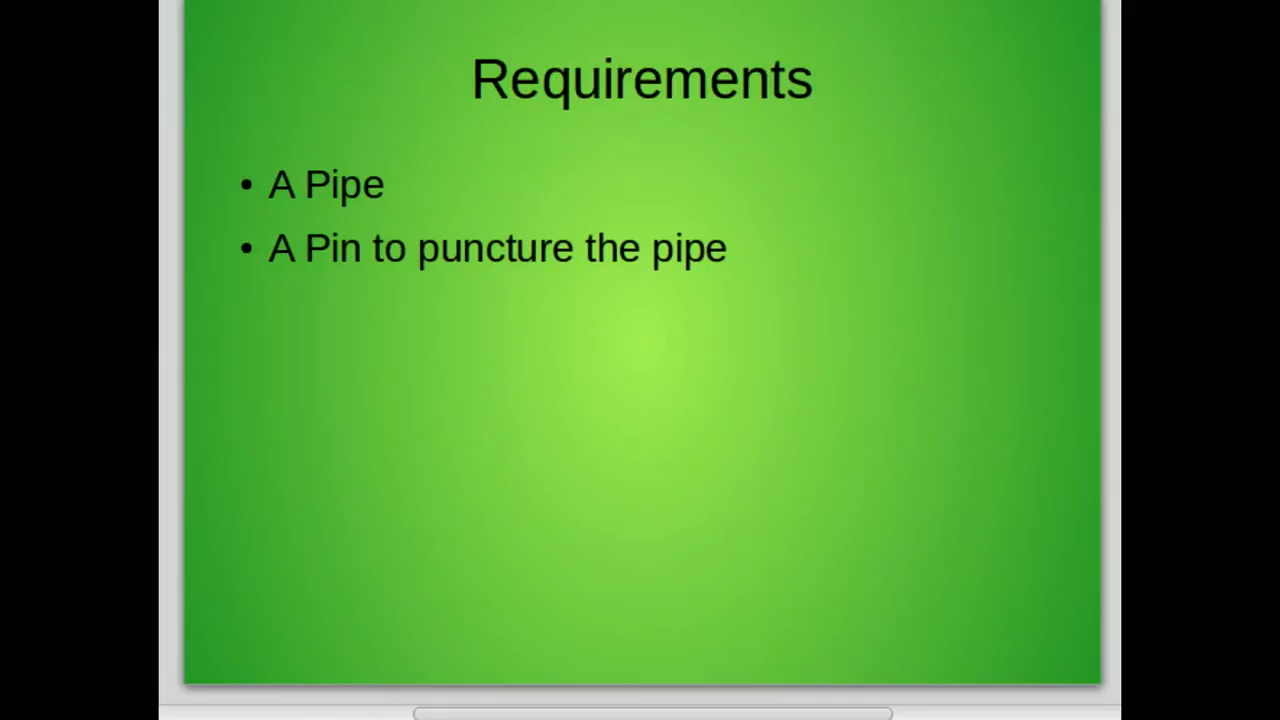 Requirements
• A Pipe
• A Pin to puncture the pipe